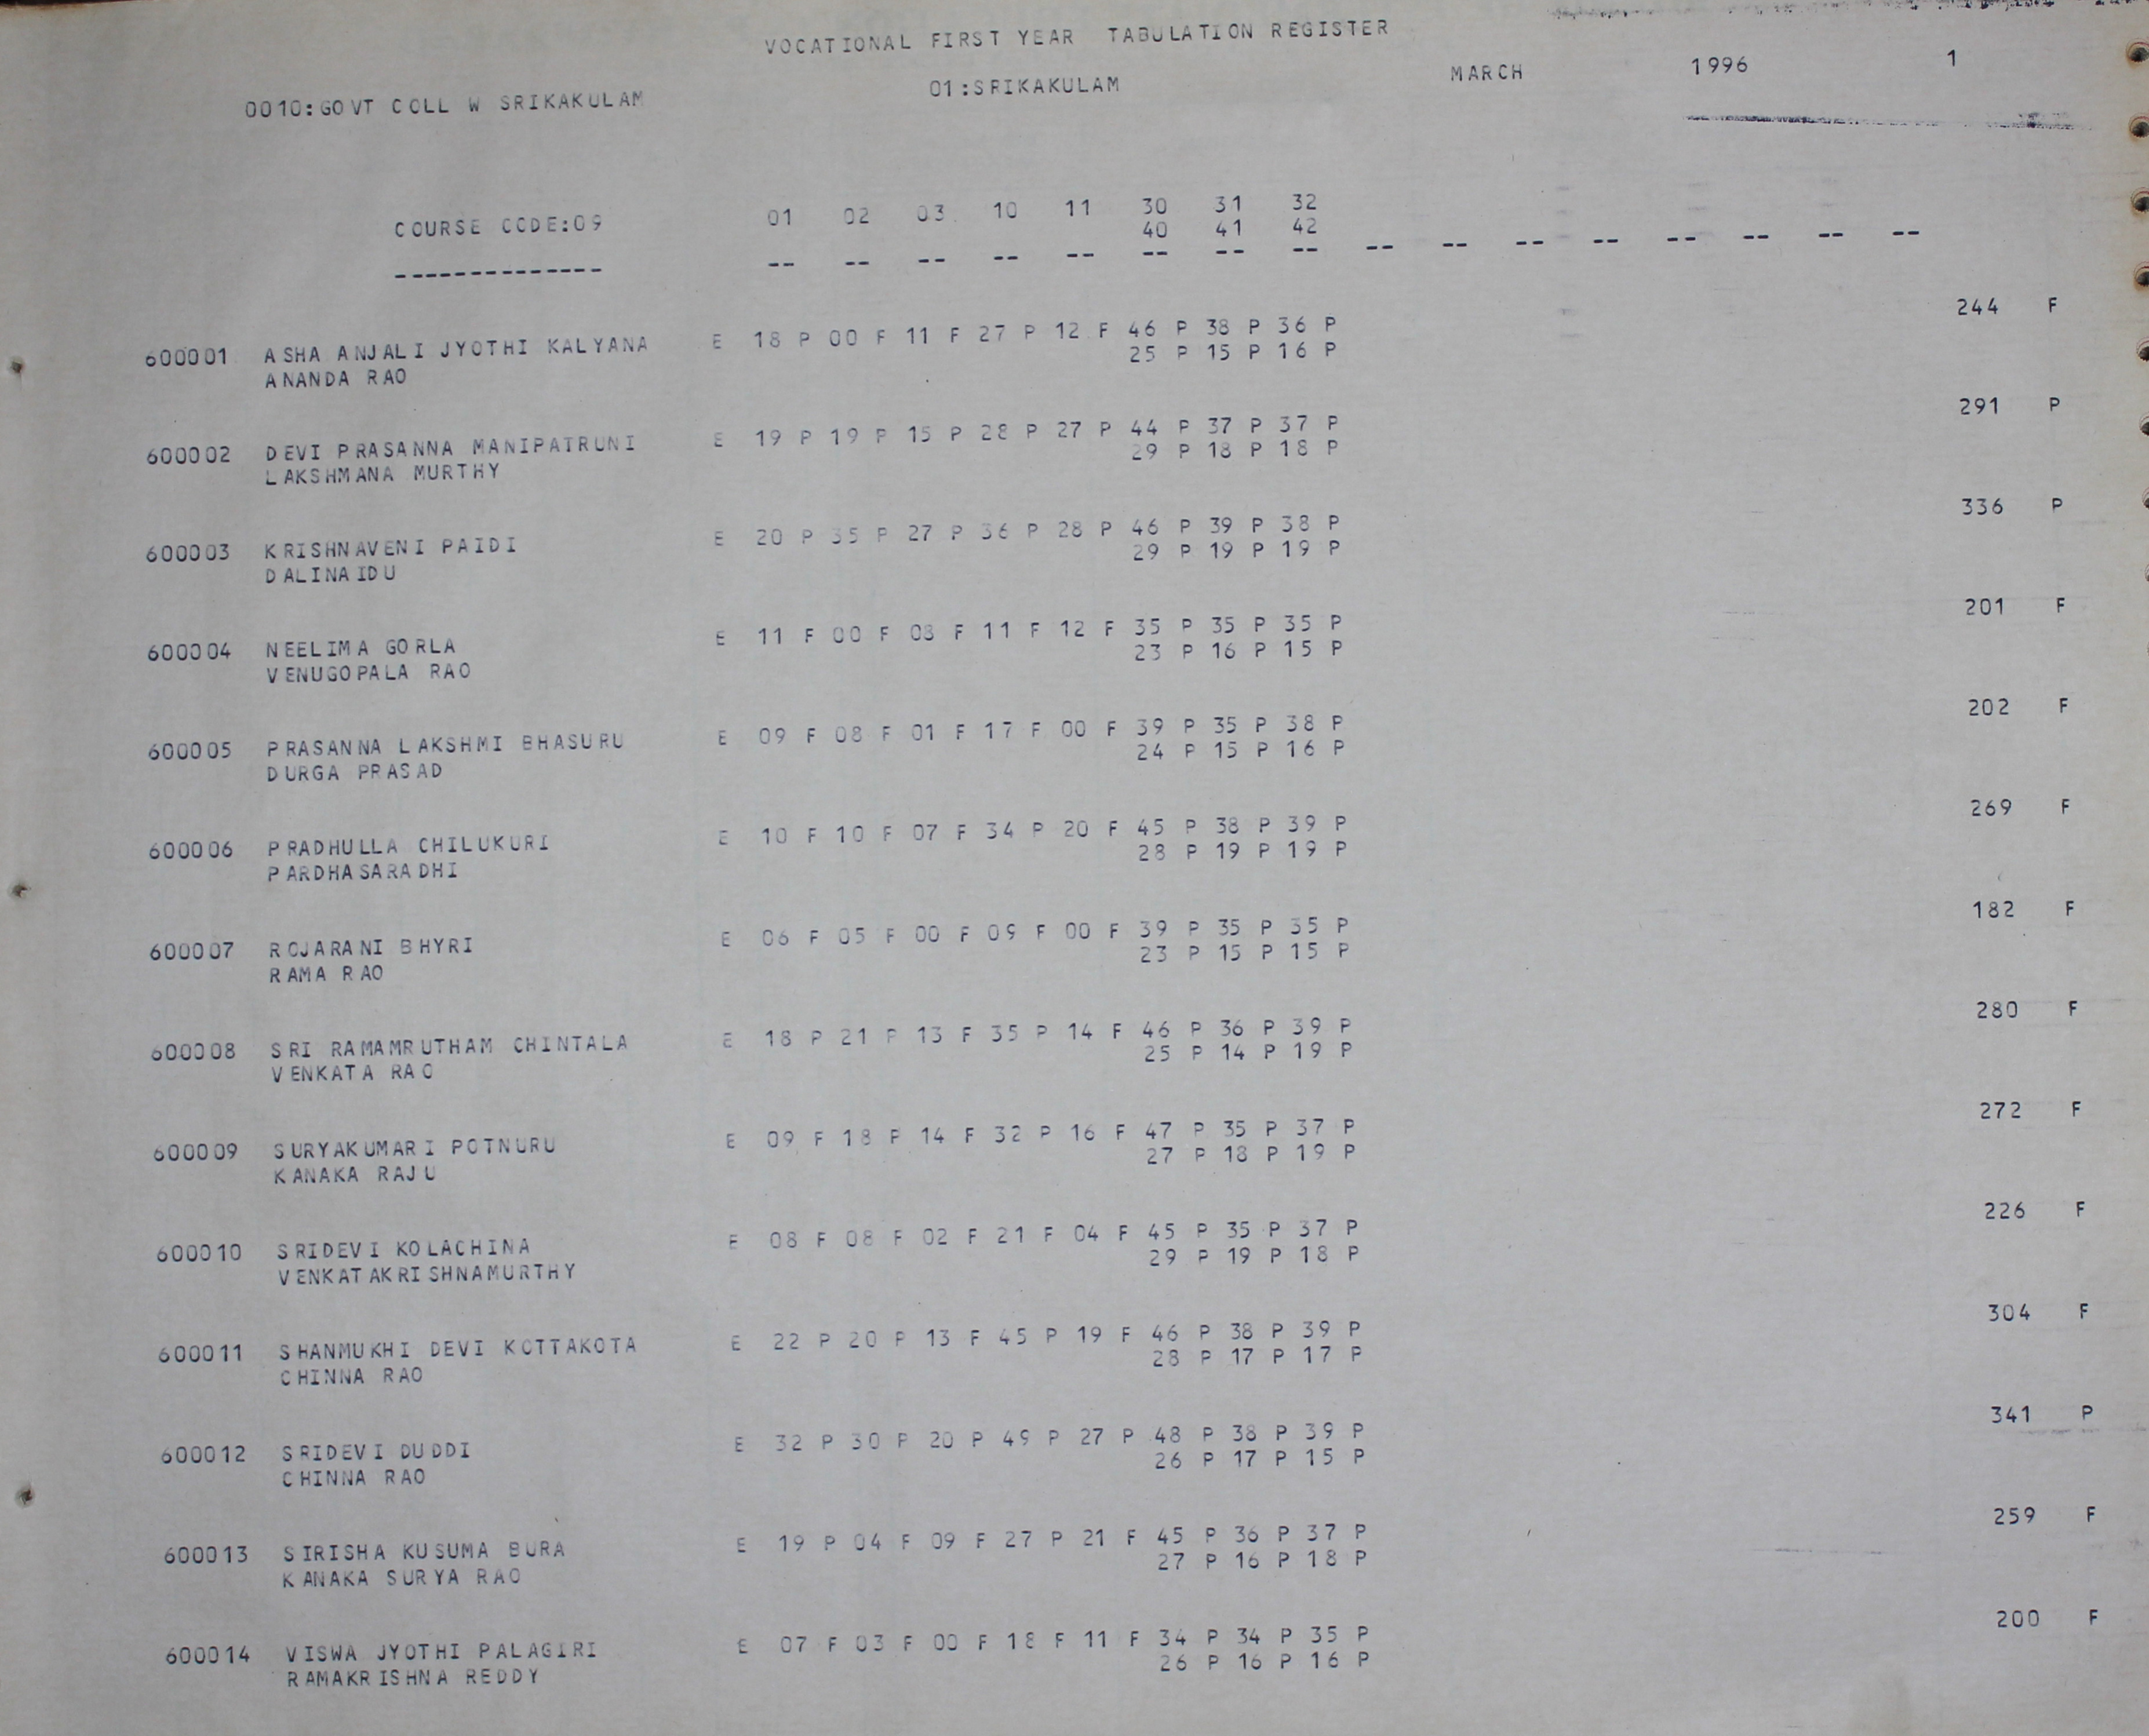 VOCATIONAL FIRST YEAR TABULATION REGISTER
0010:GOVT COLL W SRIKAKULAM 01:SRIKAKULAM MARCH 1996 1
COURSE CODE:09 01 02 03 10 11 30 31 32
40 41 42
-------------- -- -- -- -- -- -- -- -- -- -- -- -- -- -- -- --
600001 ASHA ANJALI JYOTHI KALYANA E 18 P 00 F 11 F 27 P 12 F 46 P 38 P 36 P 244 F
ANANDA RAO 25 P 15 P 16 P
600002 DEVI PRASANNA MANIPATRUNI E 19 P 19 P 15 P 28 P 27 P 44 P 37 P 37 P 291 P
LAKSHMANA MURTHY 29 P 18 P 18 P
600003 KRISHNAVENI PAIDI E 20 P 35 P 27 P 36 P 28 P 46 P 39 P 38 P 336 P
DALINAIDU 29 P 19 P 19 P
600004 NEELIMA GORLA E 11 F 00 F 08 F 11 F 12 F 35 P 35 P 35 P 201 F
VENUGOPALA RAO 23 P 16 P 15 P
600005 PRASANNA LAKSHMI BHASURU E 09 F 08 F 01 F 17 F 00 F 39 P 35 P 38 P 202 F
DURGA PRASAD 24 P 15 P 16 P
600006 PRADHULLA CHILUKURI E 10 F 10 F 07 F 34 P 20 F 45 P 38 P 39 P 269 F
PARDHASARADHI 28 P 19 P 19 P
600007 ROJARANI BHYRI E 06 F 05 F 00 F 09 F 00 F 39 P 35 P 35 P 182 F
RAMA RAO 23 P 15 P 15 P
600008 SRI RAMAMRUTHAM CHINTALA E 18 P 21 P 13 F 35 P 14 F 46 P 36 P 39 P 280 F
VENKATA RAO 25 P 14 P 19 P
600009 SURYAKUMARI POTNURU E 09 F 18 P 14 F 32 P 16 F 47 P 35 P 37 P 272 F
KANAKA RAJU 27 P 18 P 19 P
600010 SRIDEVI KOLACHINA E 08 F 08 F 02 F 21 F 04 F 45 P 35 P 37 P 226 F
VENKATAKRISHNAMURTHY 29 P 19 P 18 P
600011 SHANMUKHI DEVI KOTTAKOTA E 22 P 20 P 13 F 45 P 19 F 46 P 38 P 39 P 304 F
CHINNA RAO 28 P 17 P 17 P
600012 SRIDEVI DUDDI E 32 P 30 P 20 P 49 P 27 P 48 P 38 P 39 P 341 P
CHINNA RAO 26 P 17 P 15 P
600013 SIRISHA KUSUMA BURA E 19 P 04 F 09 F 27 P 21 F 45 P 36 P 37 P 259 F
KANAKA SURYA RAO 27 P 16 P 18 P
600014 VISWA JYOTHI PALAGIRI E 07 F 03 F 00 F 18 F 11 F 34 P 34 P 35 P 200 F
RAMAKRISHNA REDDY 26 P 16 P 16 P